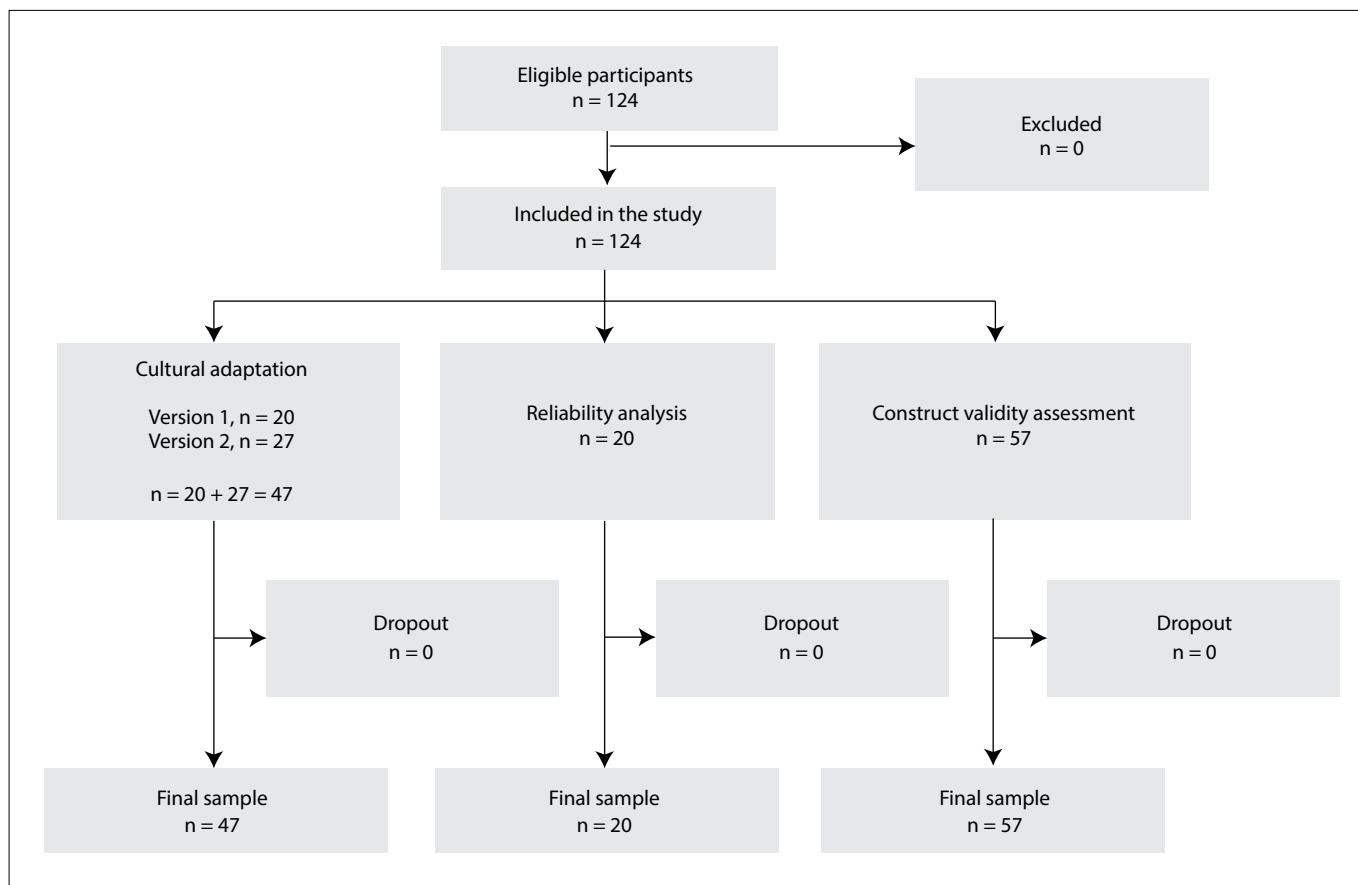 Eligible participants
n = 124
Excluded
n = 0
Included in the study
n = 124
Cultural adaptation
Version 1, n = 20
Version 2, n = 27
n = 20 + 27 = 47
Reliability analysis
n = 20
Construct validity assessment
n = 57
Dropout
n = 0
Dropout
n = 0
Dropout
n = 0
Final sample
n = 47
Final sample
n = 20
Final sample
n = 57